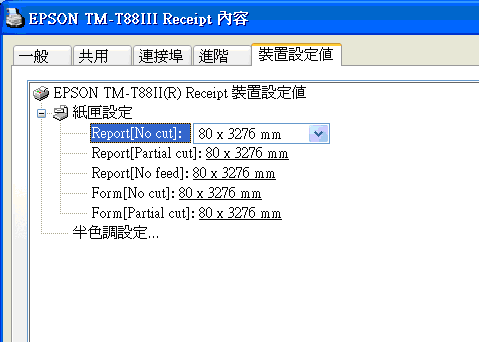 EPSON TM-T88III Receipt 內容
一般 共用 連接埠 進階 裝置設定值
EPSON TM-T88II(R) Receipt 裝置設定值
紙匣設定
Report[No cut]: 80 x 3276 mm
Report[Partial cut]: 80 x 3276 mm
Report[No feed]: 80 x 3276 mm
Form[No cut]: 80 x 3276 mm
Form[Partial cut]: 80 x 3276 mm
半色調設定...